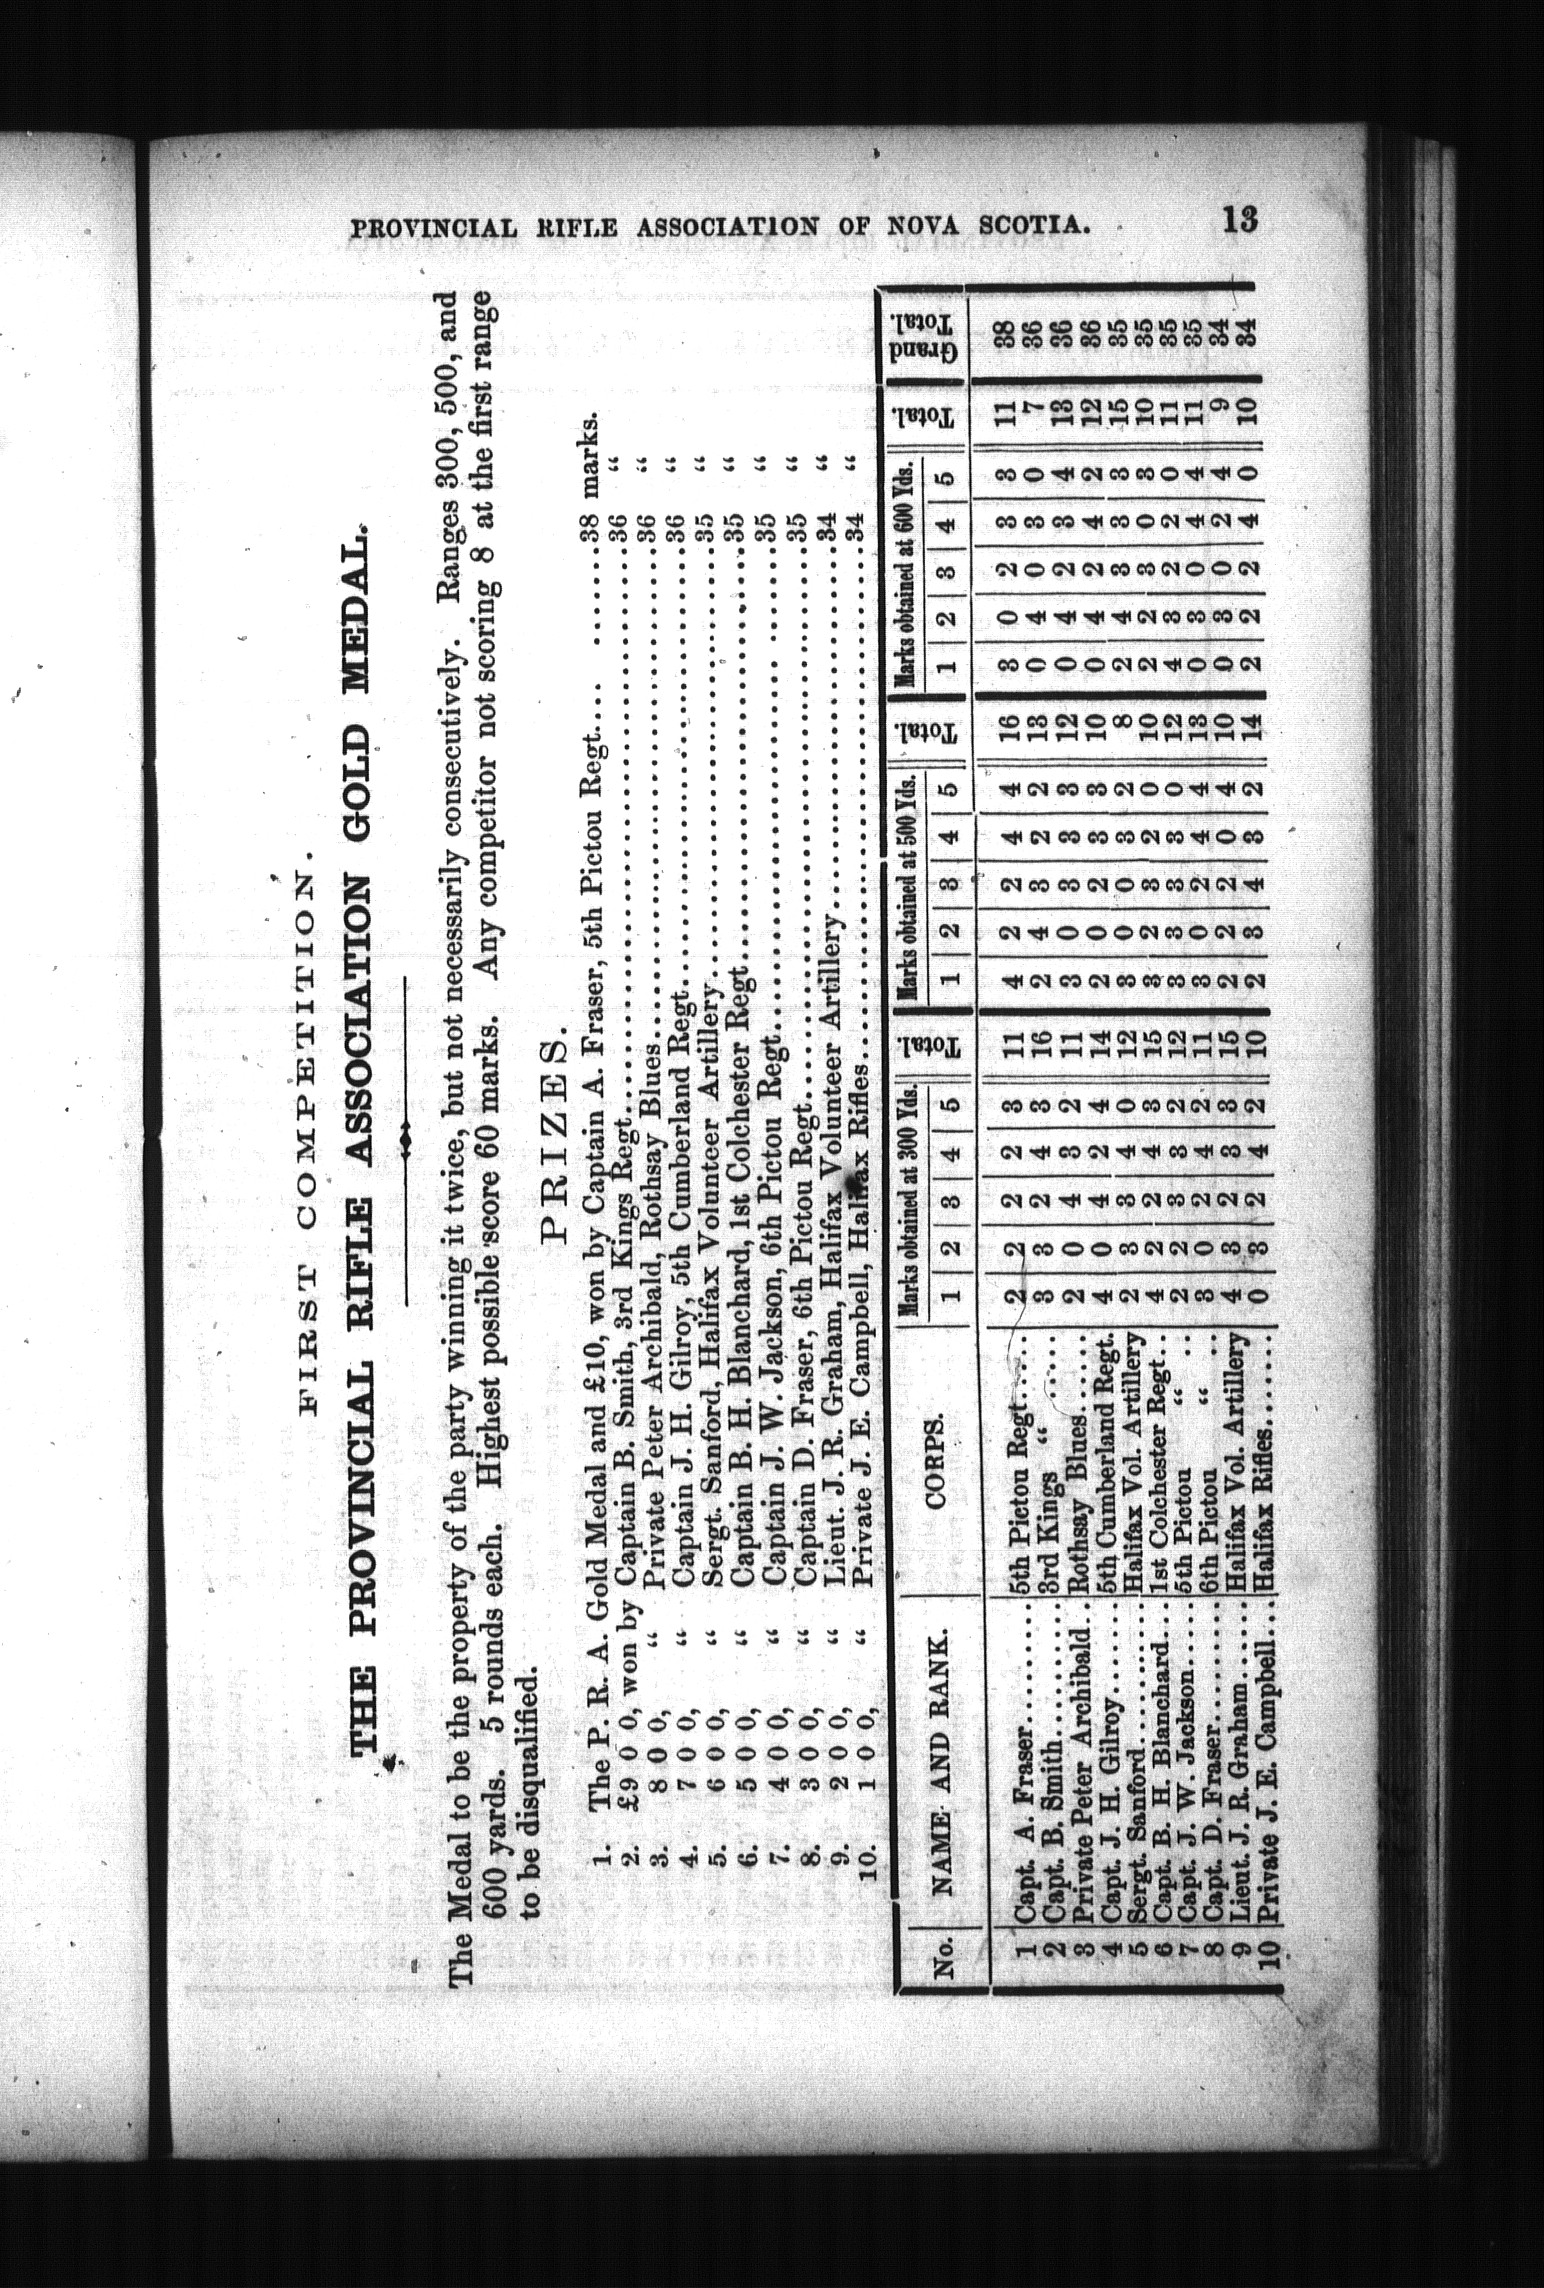 PROVINCIAL RIFLE ASSOCIATION OF NOVA SCOTIA. 13
FIRST COMPETITION.
THE PROVINCIAL RIFLE ASSOCIATION GOLD MEDAL.
The Medal to be the property of the party winning it twice, but not necessarily consecutively. Ranges 300, 500, and
600 yards. 5 rounds each. Highest possible score 60 marks. Any competitor not scoring 8 at the first range
to be disqualified.
PRIZES.
1. The P. R. A. Gold Medal and £10, won by Captain A. Fraser, 5th Pictou Regt.... .......38 marks.
2. £9 0 0, won by Captain B. Smith, 3rd Kings Regt..........36 "
3. 8 0 0, " Private Peter Archibald, Rothsay Blues..........36 "
4. 7 0 0, " Captain J. H. Gilroy, 5th Cumberland Regt..........36 "
5. 6 0 0, " Sergt. Sanford, Halifax Volunteer Artillery..........35 "
6. 5 0 0, " Captain B. H. Blanchard, 1st Colchester Regt..........35 "
7. 4 0 0, " Captain J. W. Jackson, 6th Pictou Regt..........35 "
8. 3 0 0, " Captain D. Fraser, 6th Pictou Regt..........35 "
9. 2 0 0, " Lieut. J. R. Graham, Halifax Volunteer Artillery..........34 "
10. 1 0 0, " Private J. E. Campbell, Halifax Rifles..........34 "
No. NAME AND RANK. CORPS. Marks obtained at 300 Yds. Total. Marks obtained at 500 Yds. Total. Marks obtained at 600 Yds. Total. Grand Total.
1 2 3 4 5 1 2 3 4 5 1 2 3 4 5
1 Capt. A. Fraser......... 5th Pictou Regt...... 2 2 2 2 3 11 4 2 2 4 4 16 3 0 2 3 3 11 38
2 Capt. B. Smith.......... 3rd Kings " ..... 3 3 2 4 3 16 2 4 3 2 2 13 0 4 0 3 0 7 36
3 Private Peter Archibald.. Rothsay Blues...... 2 0 4 3 2 11 3 0 3 3 3 12 0 4 2 3 4 13 36
4 Capt. J. H. Gilroy....... 5th Cumberland Regt. 4 0 4 2 4 14 2 0 2 3 3 10 0 4 2 4 2 12 36
5 Sergt. Sanford.......... Halifax Vol. Artillery 2 3 3 4 0 12 3 0 0 3 2 8 2 4 3 3 3 15 35
6 Capt. B. H. Blanchard.... 1st Colchester Regt.. 4 2 2 4 3 15 3 2 3 2 0 10 2 2 3 0 3 10 35
7 Capt. J. W. Jackson..... 5th Pictou " .. 2 2 3 3 2 12 3 3 3 3 0 12 4 3 2 2 0 11 35
8 Capt. D. Fraser.......... 6th Pictou " .. 3 0 2 4 2 11 3 0 2 4 4 13 0 3 0 4 4 11 35
9 Lieut. J. R. Graham...... Halifax Vol. Artillery 4 3 2 3 3 15 2 2 2 0 4 10 0 3 0 2 4 9 34
10 Private J. E. Campbell... Halifax Rifles....... 0 3 2 4 2 10 2 3 4 3 2 14 2 2 2 4 0 10 34